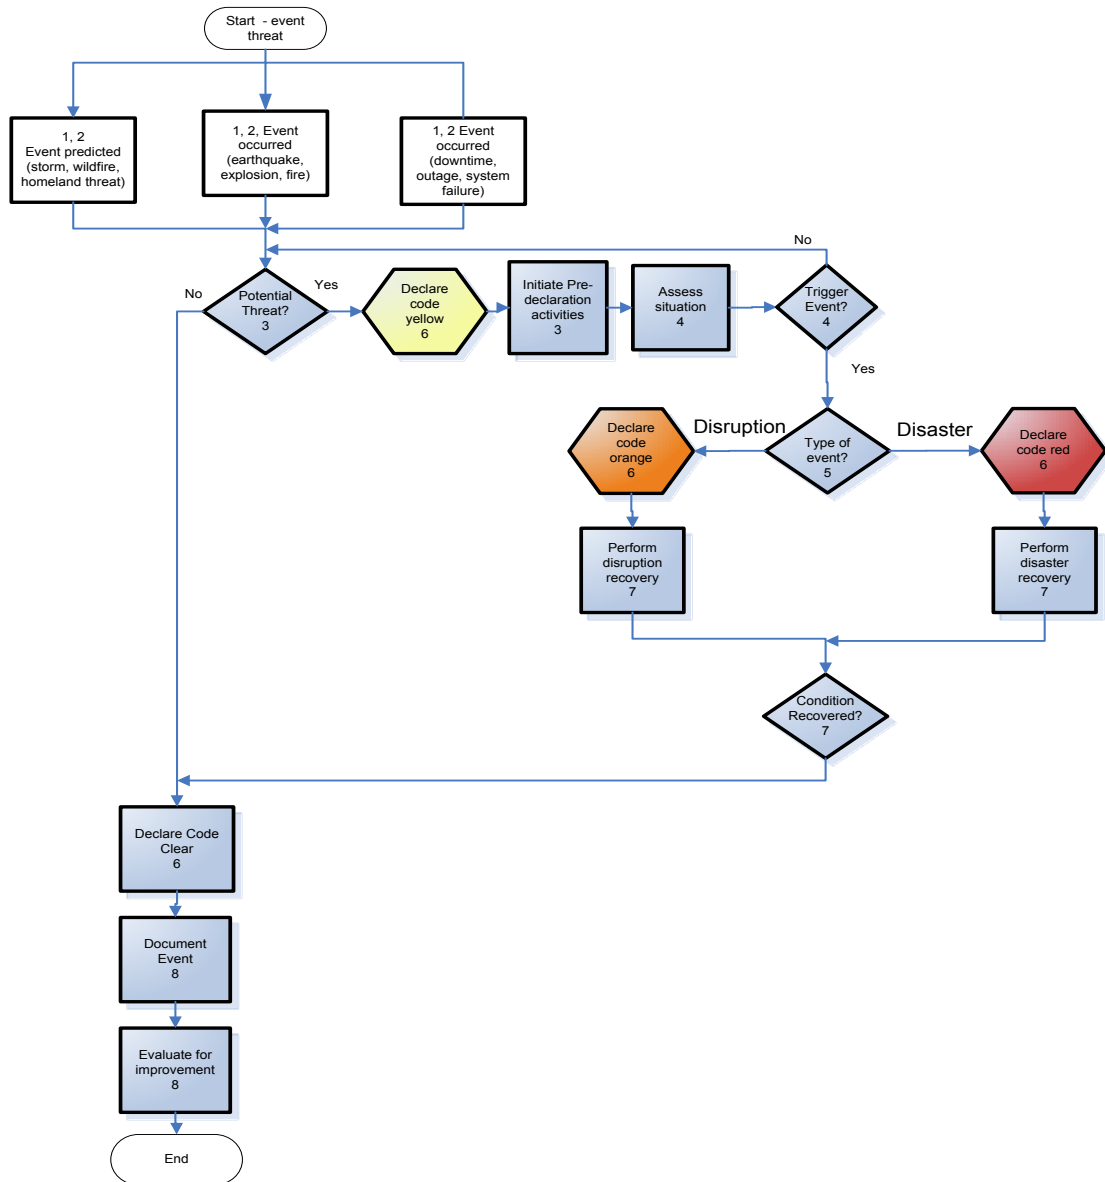 Start - event
threat
1, 2
Event predicted
(storm, wildfire,
homeland threat)
1, 2, Event
occurred
(earthquake,
explosion, fire)
1, 2 Event
occurred
(downtime,
outage, system
failure)
No
No
Potential
Threat?
3
Yes
Declare
code
yellow
6
Initiate Pre-
declaration
activities
3
Assess
situation
4
Trigger
Event?
4
Yes
Declare
code
orange
6
Disruption
Type of
event?
5
Disaster
Declare
code red
6
Perform
disruption
recovery
7
Perform
disaster
recovery
7
Condition
Recovered?
7
Declare Code
Clear
6
Document
Event
8
Evaluate for
improvement
8
End